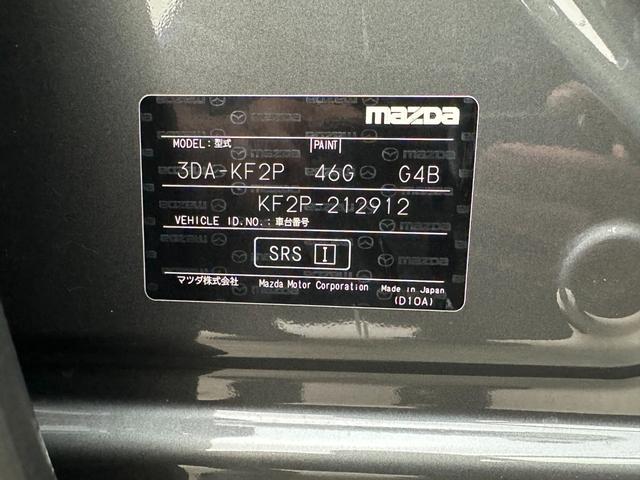 mazda
MODEL:型式 PAINT
3DA-KF2P 46G G4B
KF2P-212912
VEHICLE ID.NO.:車台番号
SRS I
マツダ株式会社 Mazda Motor Corporation Made in Japan
(D10A)